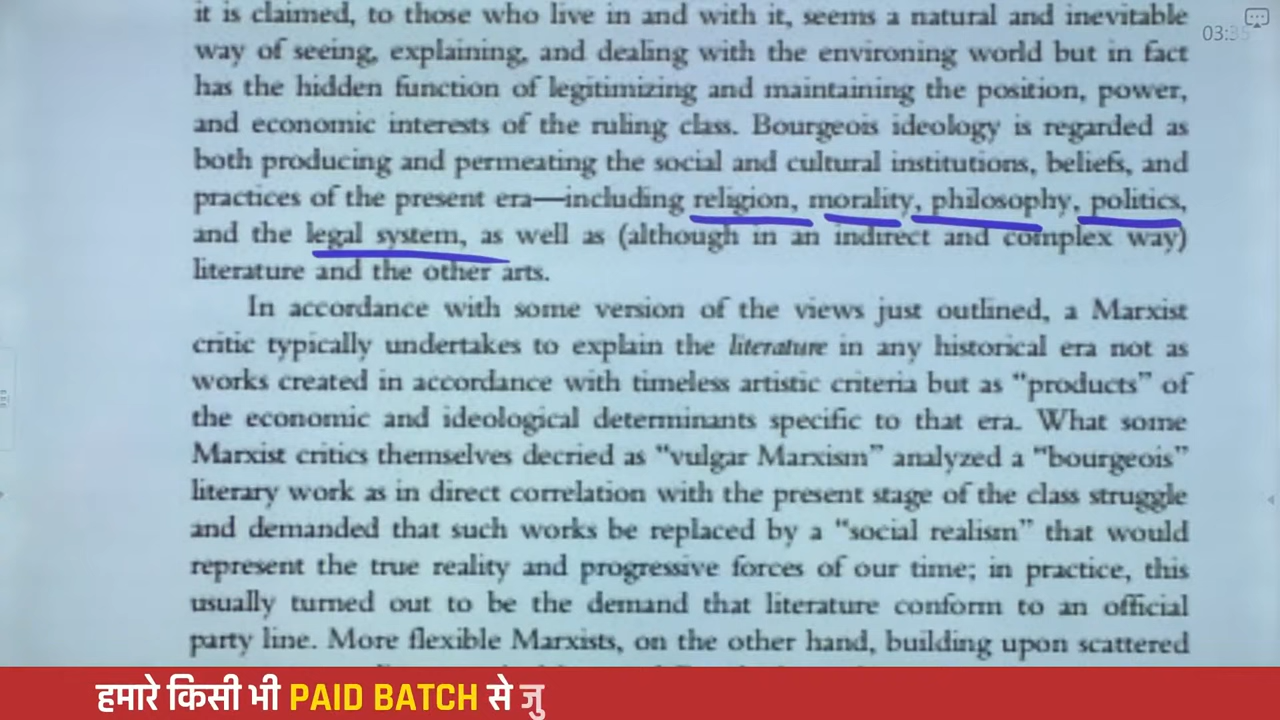 it is claimed, to those who live in and with it, seems a natural and inevitable
03:35
way of seeing, explaining, and dealing with the environing world but in fact
has the hidden function of legitimizing and maintaining the position, power,
and economic interests of the ruling class. Bourgeois ideology is regarded as
both producing and permeating the social and cultural institutions, beliefs, and
practices of the present era—including religion, morality, philosophy, politics,
and the legal system, as well as (although in an indirect and complex way)
literature and the other arts.
In accordance with some version of the views just outlined, a Marxist
critic typically undertakes to explain the literature in any historical era not as
works created in accordance with timeless artistic criteria but as “products” of
the economic and ideological determinants specific to that era. What some
Marxist critics themselves decried as “vulgar Marxism” analyzed a “bourgeois”
literary work as in direct correlation with the present stage of the class struggle
and demanded that such works be replaced by a “social realism” that would
represent the true reality and progressive forces of our time; in practice, this
usually turned out to be the demand that literature conform to an official
party line. More flexible Marxists, on the other hand, building upon scattered
हमारे किसी भी PAID BATCH से जु